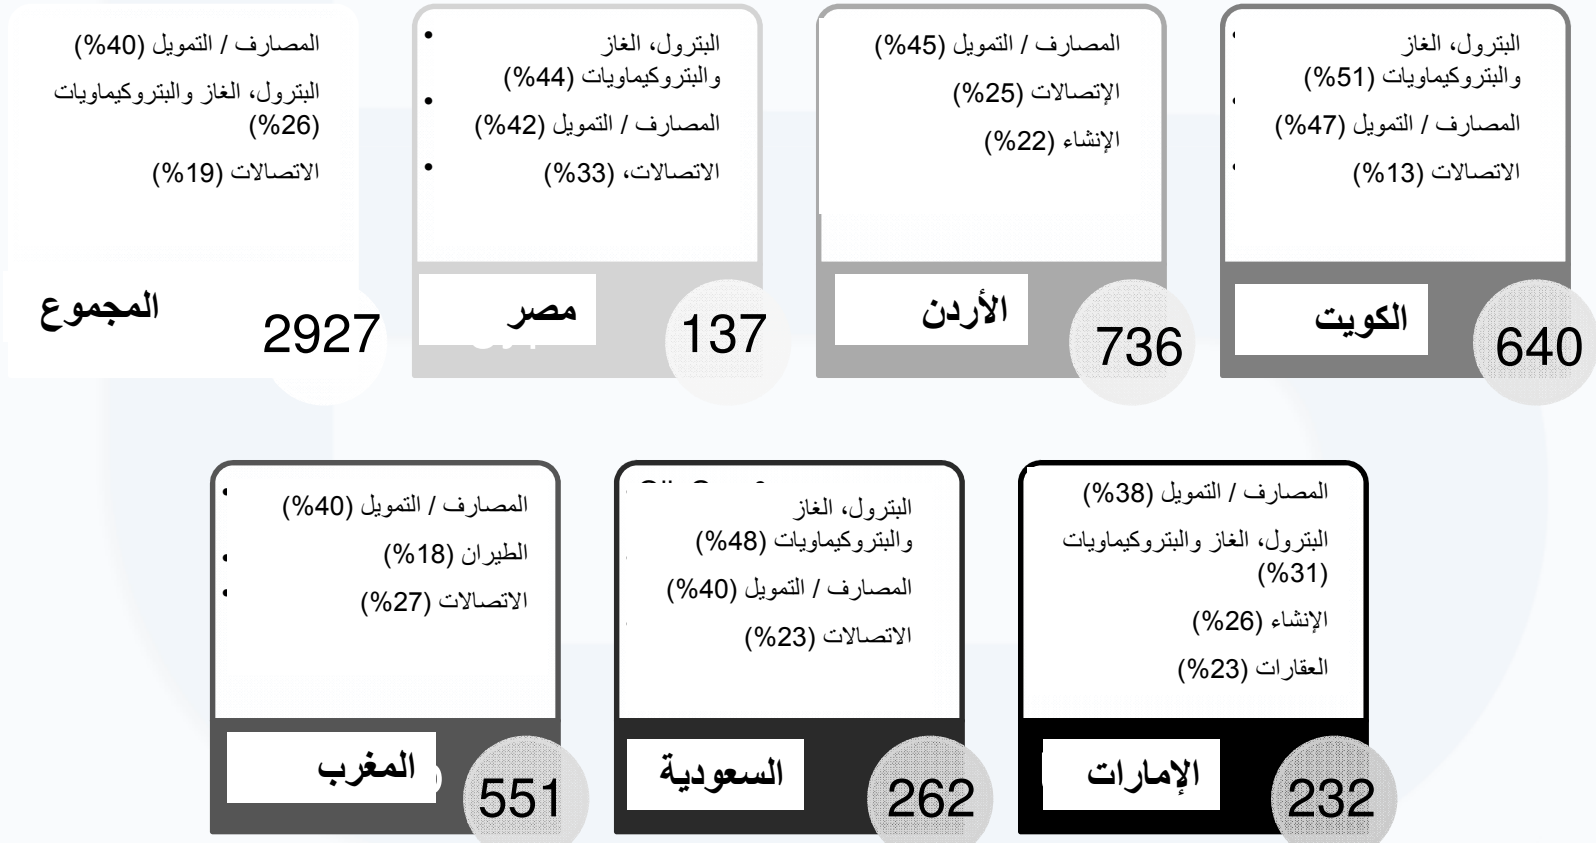 البترول، الغاز
والبتروكيماويات (51%)
المصارف / التمويل (47%)
الاتصالات (13%)
الكويت
640
المصارف / التمويل (45%)
الإتصالات (25%)
الإنشاء (22%)
الأردن
736
البترول، الغاز
والبتروكيماويات (44%)
المصارف / التمويل (42%)
الاتصالات، (33%)
مصر
137
المصارف / التمويل (40%)
البترول، الغاز والبتروكيماويات
(26%)
الاتصالات (19%)
المجموع
2927
المصارف / التمويل (38%)
البترول، الغاز والبتروكيماويات
(31%)
الإنشاء (26%)
العقارات (23%)
الإمارات
232
البترول، الغاز
والبتروكيماويات (48%)
المصارف / التمويل (40%)
الاتصالات (23%)
السعودية
262
المصارف / التمويل (40%)
الطيران (18%)
الاتصالات (27%)
المغرب
551